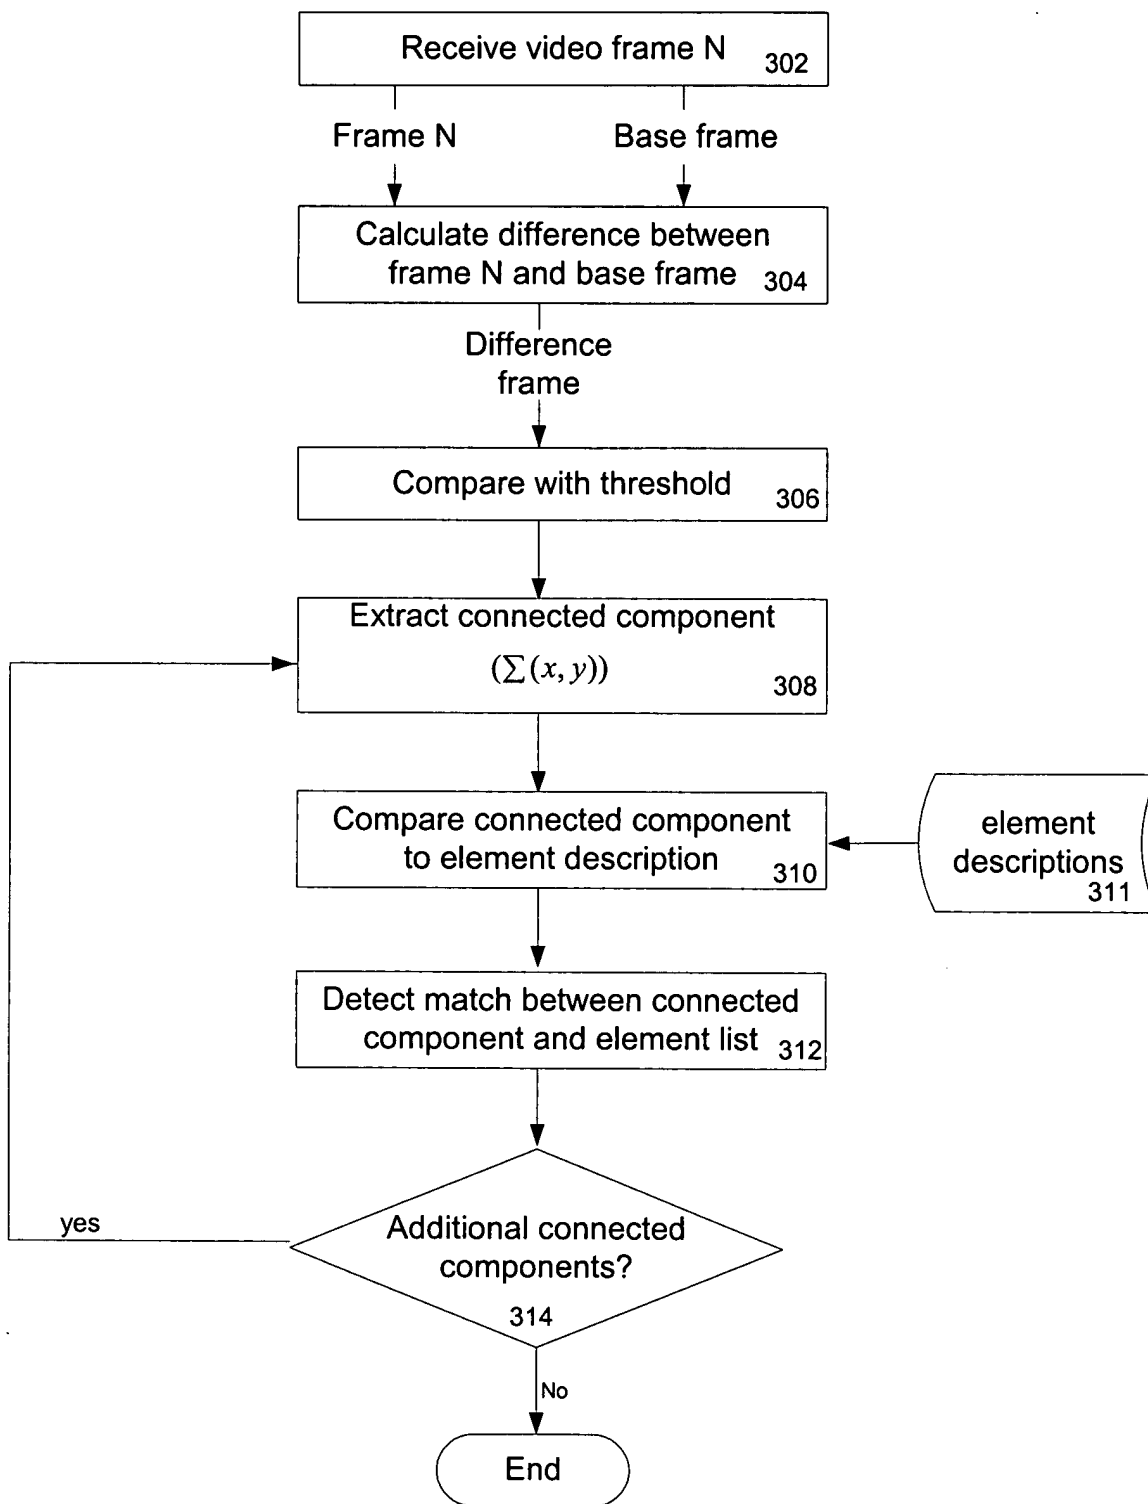 Receive video frame N
302
Frame N
Base frame
Calculate difference between
frame N and base frame
304
Difference
frame
Compare with threshold
306
Extract connected component
(∑(x, y))
308
Compare connected component
to element description
310
element
descriptions
311
Detect match between connected
component and element list
312
yes
Additional connected
components?
314
No
End